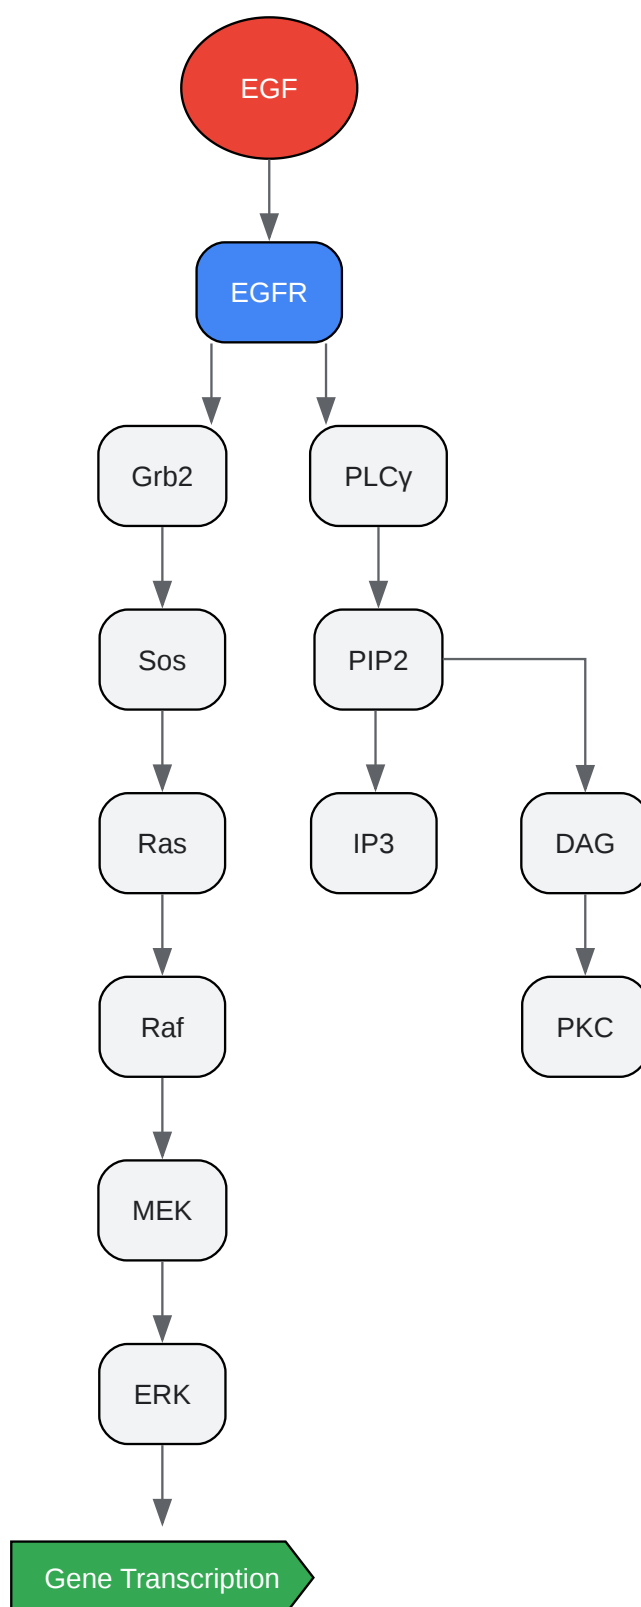 EGF
EGFR
Grb2
PLCγ
Sos
PIP2
Ras
IP3
DAG
Raf
PKC
MEK
ERK
Gene Transcription